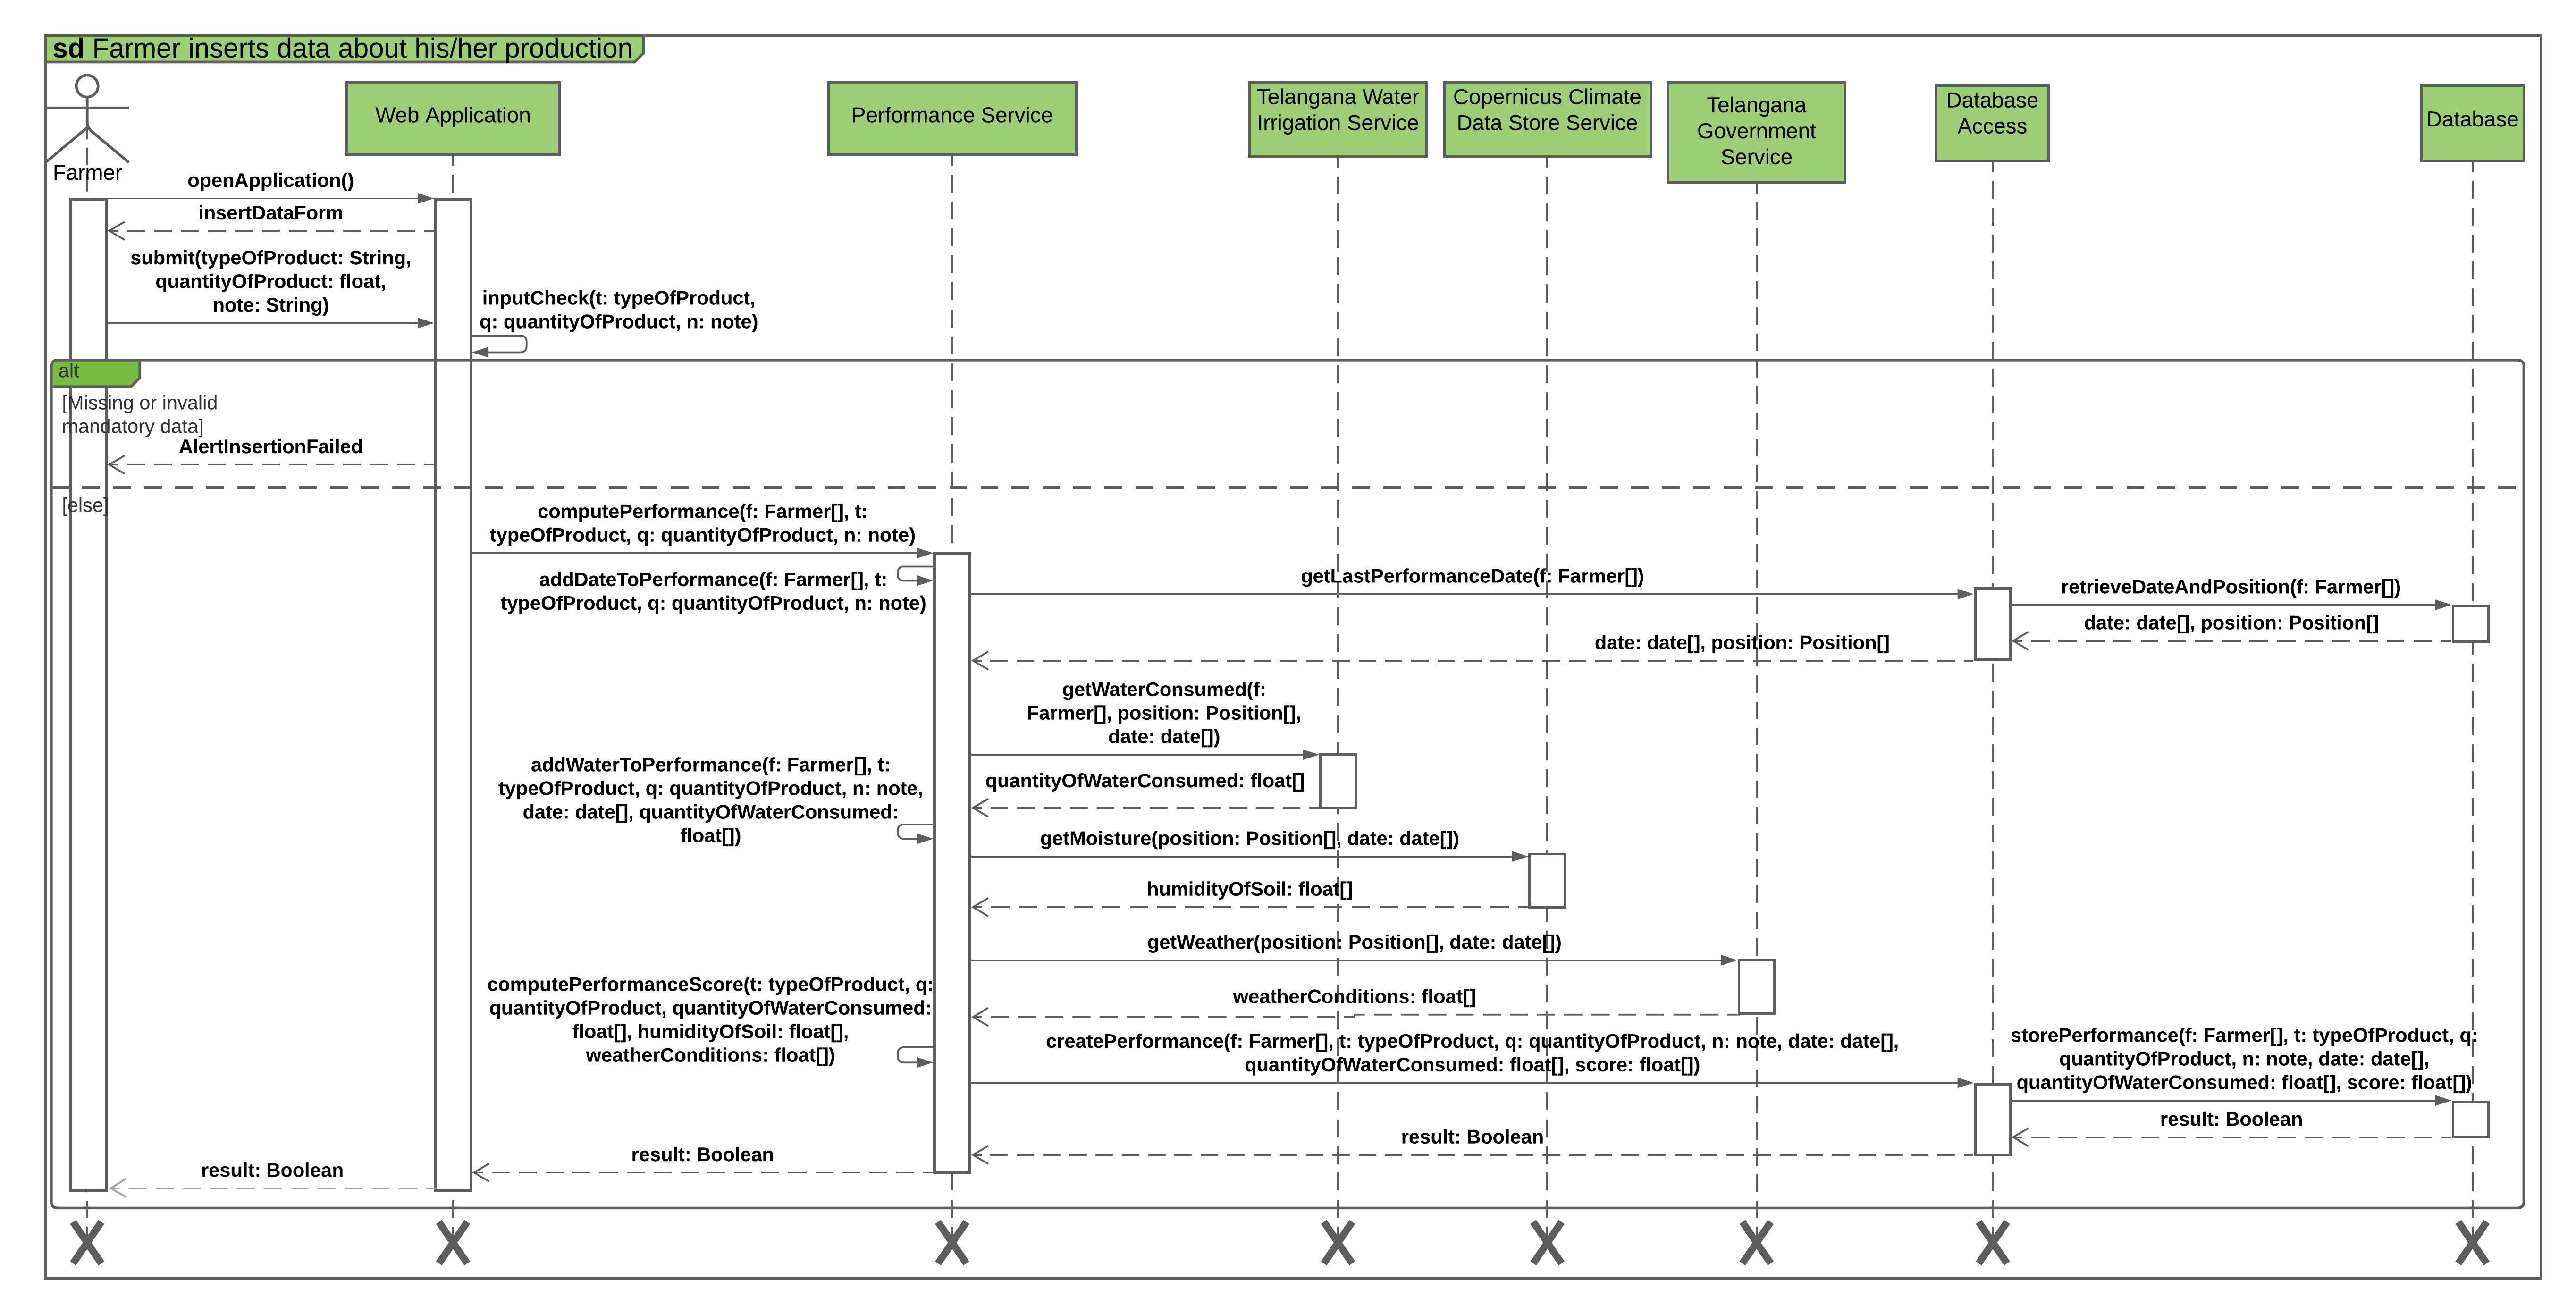 sd Farmer inserts data about his/her production
Farmer
Web Application
Performance Service
Telangana Water
Irrigation Service
Copernicus Climate
Data Store Service
Telangana
Government
Service
Database
Access
Database
openApplication()
insertDataForm
submit(typeOfProduct: String,
quantityOfProduct: float,
note: String)
inputCheck(t: typeOfProduct,
q: quantityOfProduct, n: note)
alt
[Missing or invalid
mandatory data]
AlertInsertionFailed
[else]
computePerformance(f: Farmer[], t:
typeOfProduct, q: quantityOfProduct, n: note)
addDateToPerformance(f: Farmer[], t:
typeOfProduct, q: quantityOfProduct, n: note)
getLastPerformanceDate(f: Farmer[])
retrieveDateAndPosition(f: Farmer[])
date: date[], position: Position[]
date: date[], position: Position[]
getWaterConsumed(f:
Farmer[], position: Position[],
date: date[])
quantityOfWaterConsumed: float[]
addWaterToPerformance(f: Farmer[], t:
typeOfProduct, q: quantityOfProduct, n: note,
date: date[], quantityOfWaterConsumed:
float[])
getMoisture(position: Position[], date: date[])
humidityOfSoil: float[]
getWeather(position: Position[], date: date[])
weatherConditions: float[]
computePerformanceScore(t: typeOfProduct, q:
quantityOfProduct, quantityOfWaterConsumed:
float[], humidityOfSoil: float[],
weatherConditions: float[])
createPerformance(f: Farmer[], t: typeOfProduct, q: quantityOfProduct, n: note, date: date[],
quantityOfWaterConsumed: float[], score: float[])
storePerformance(f: Farmer[], t: typeOfProduct, q:
quantityOfProduct, n: note, date: date[],
quantityOfWaterConsumed: float[], score: float[])
result: Boolean
result: Boolean
result: Boolean
result: Boolean